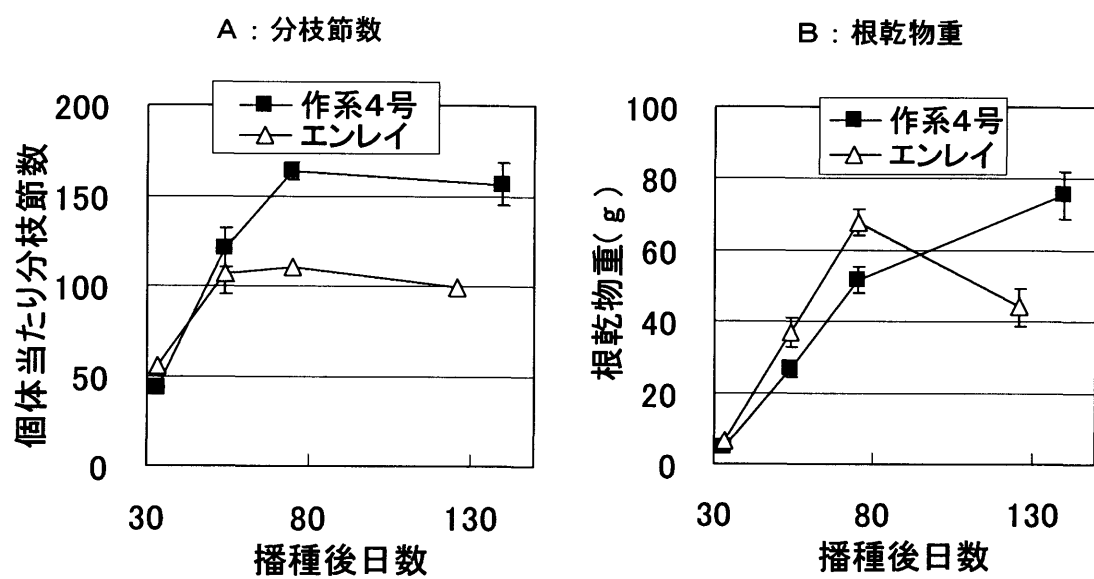 A：分枝節数
作系４号
エンレイ
個体当たり分枝節数
200
150
100
50
0
30
80
130
播種後日数
B：根乾物重
作系４号
エンレイ
根乾物重(g)
100
80
60
40
20
0
30
80
130
播種後日数